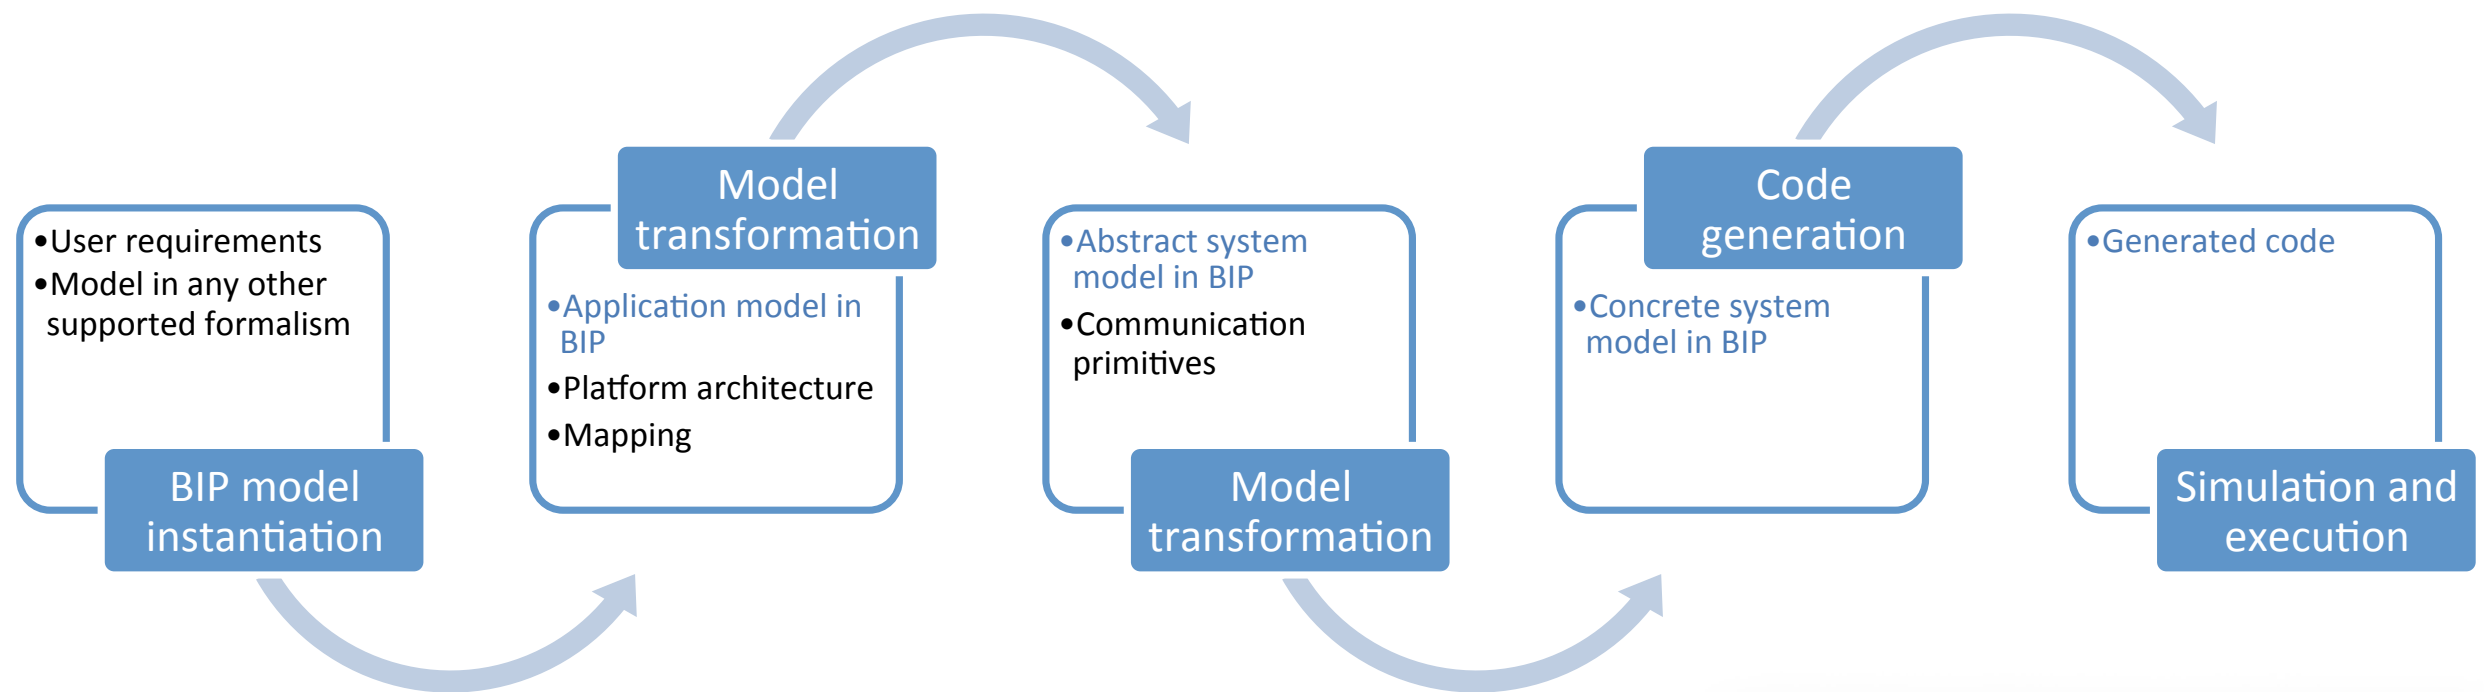 •User requirements
•Model in any other
supported formalism
BIP model
instantiation
Model
transformation
•Application model in
BIP
•Platform architecture
•Mapping
•Abstract system
model in BIP
•Communication
primitives
Model
transformation
Code
generation
•Concrete system
model in BIP
•Generated code
Simulation and
execution